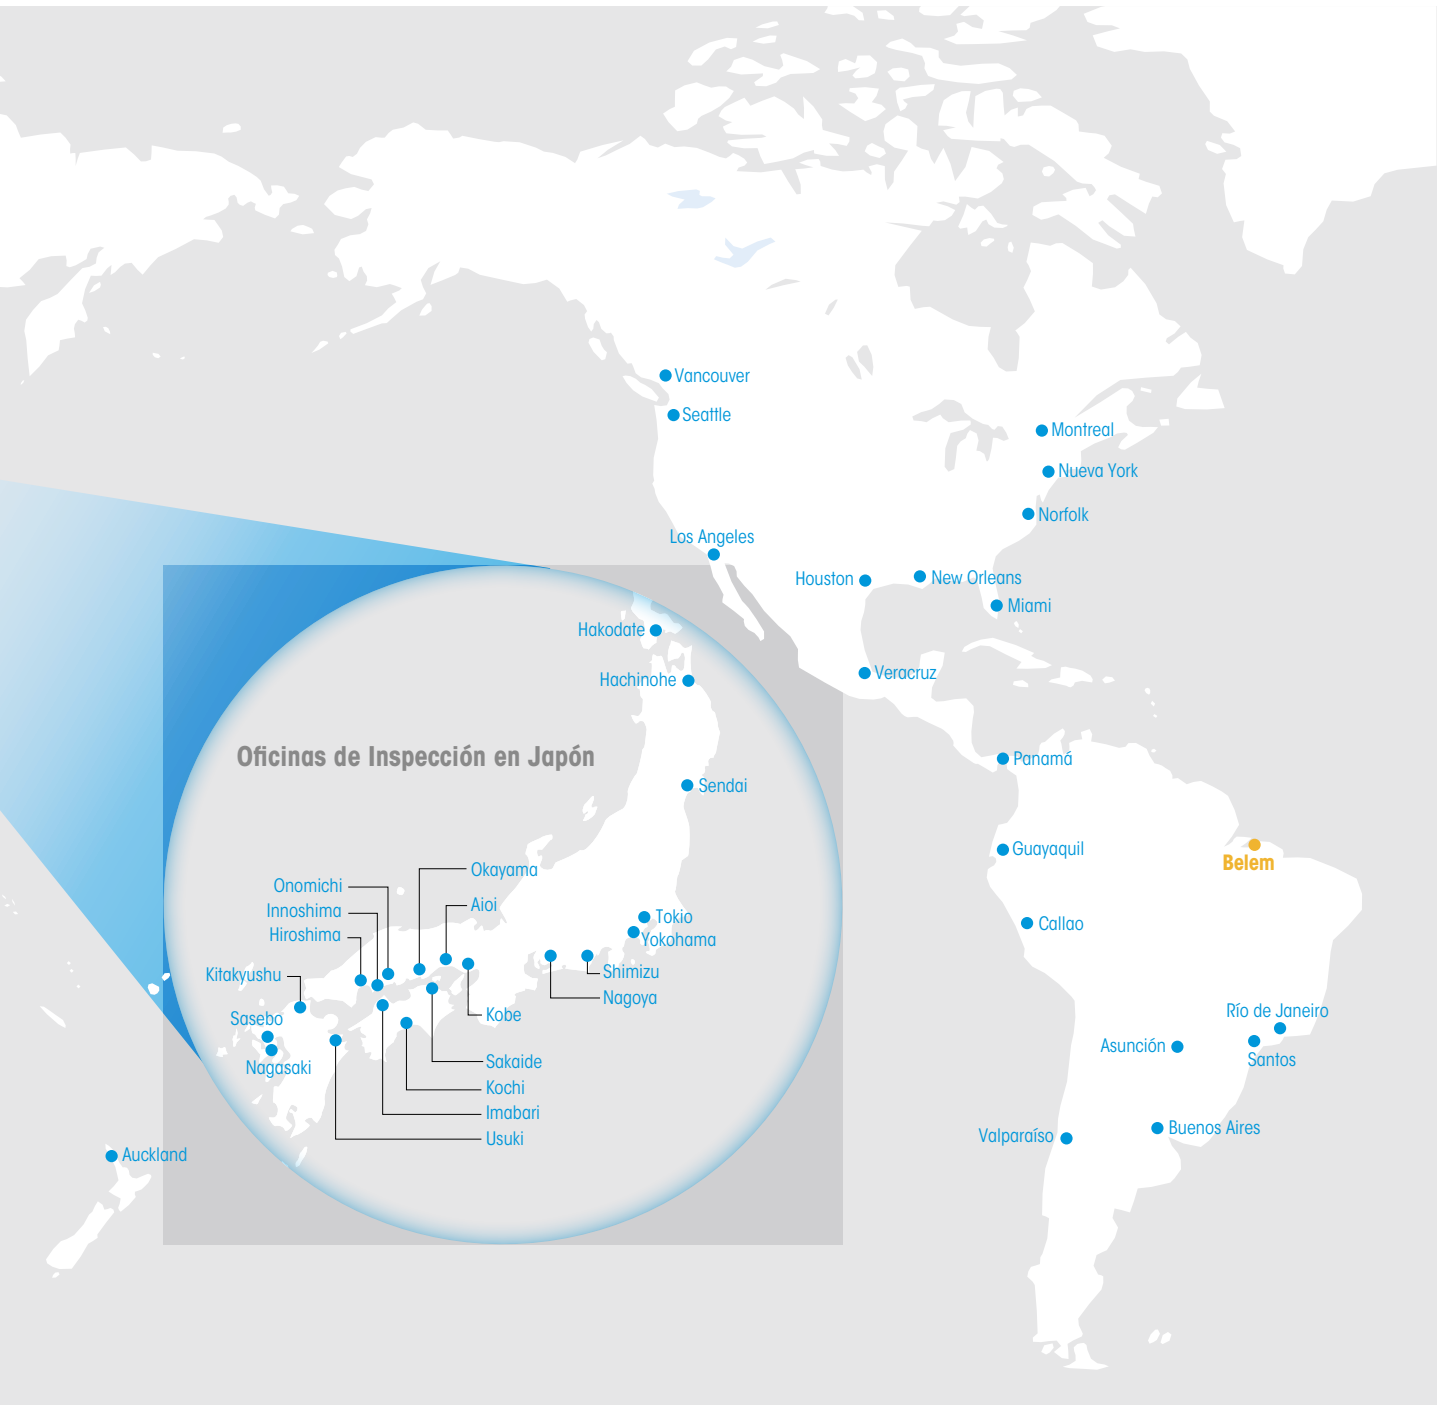 Vancouver
Seattle
Montreal
Nueva York
Norfolk
Los Angeles
Houston
New Orleans
Miami
Veracruz
Panamá
Guayaquil
Belem
Callao
Río de Janeiro
Santos
Asunción
Buenos Aires
Valparaíso
Auckland
Oficinas de Inspección en Japón
Hakodate
Hachinohe
Sendai
Okayama
Onomichi
Aioi
Innoshima
Hiroshima
Tokio
Yokohama
Kitakyushu
Shimizu
Nagoya
Sasebo
Kobe
Nagasaki
Sakaide
Kochi
Imabari
Usuki